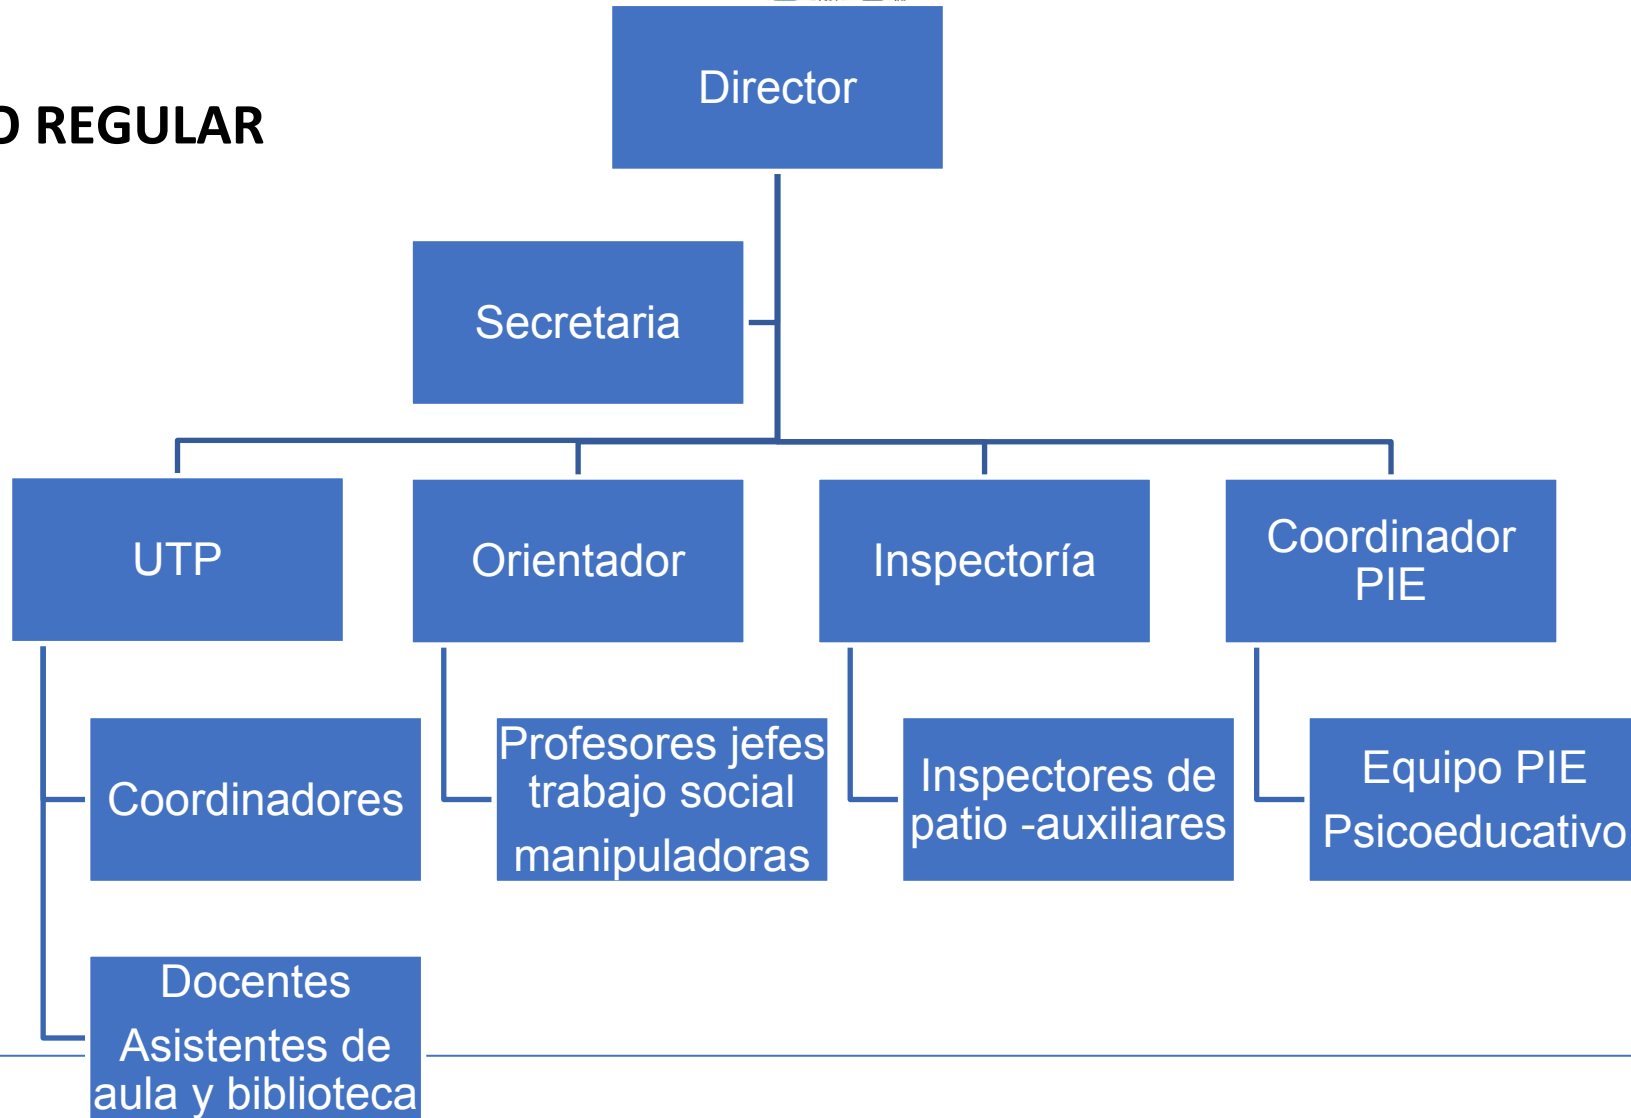 Director
O REGULAR
Secretaria
UTP
Orientador
Inspectoría
Coordinador
PIE
Coordinadores
Profesores jefes
trabajo social
manipuladoras
Inspectores de
patio -auxiliares
Equipo PIE
Psicoeducativo
Docentes
Asistentes de
aula y biblioteca